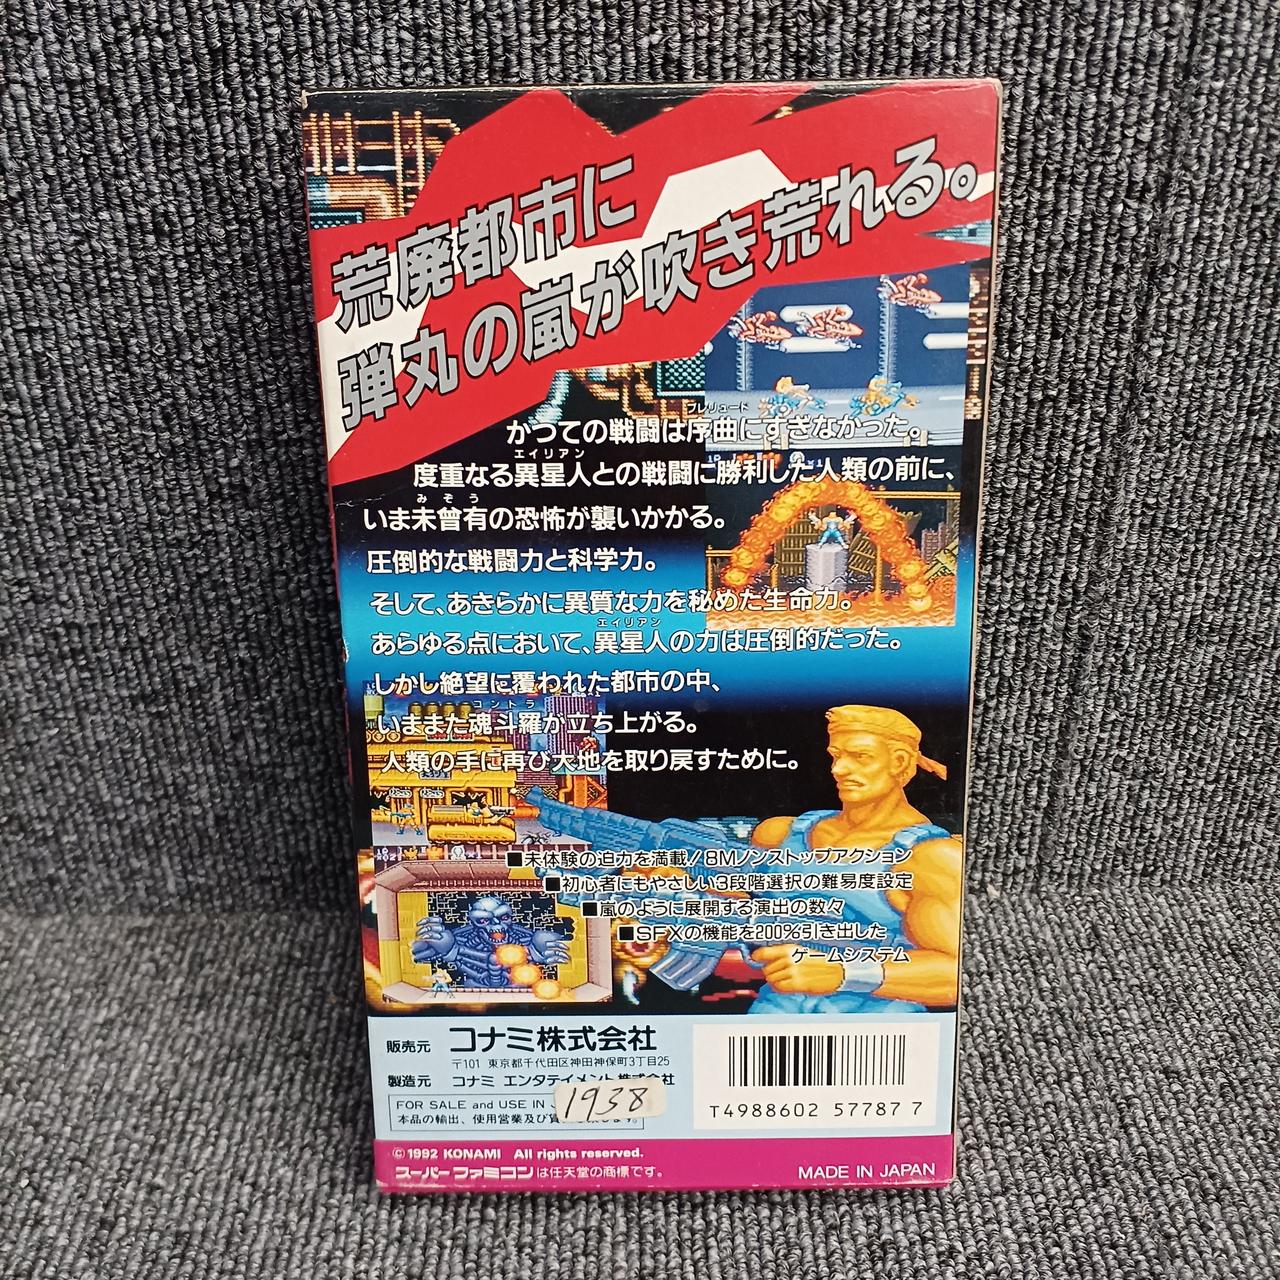 荒廃都市に
弾丸の嵐が吹き荒れる。
プレリュード
かつての戦闘は序曲にすぎなかった。
エイリアン
度重なる異星人との戦闘に勝利した人類の前に、
みぞう
いま未曾有の恐怖が襲いかかる。
圧倒的な戦闘力と科学力。
そして、あきらかに異質な力を秘めた生命力。
エイリアン
あらゆる点において、異星人の力は圧倒的だった。
しかし絶望に覆われた都市の中、
コントラ
いままた魂斗羅が立ち上がる。
人類の手に再び大地を取り戻すために。
■未体験の迫力を満載!8Mノンストップアクション
■初心者にもやさしい3段階選択の難易度設定
■嵐のように展開する演出の数々
■SFXの機能を200%引き出した
ゲームシステム
販売元 コナミ株式会社
〒101 東京都千代田区神田神保町3丁目25
製造元 コナミ エンタテイメント株式会社
FOR SALE and USE IN
本品の輸出、使用営業及び
1938
T4988602 57787 7
©1992 KONAMI All rights reserved.
スーパーファミコンは任天堂の商標です。
MADE IN JAPAN